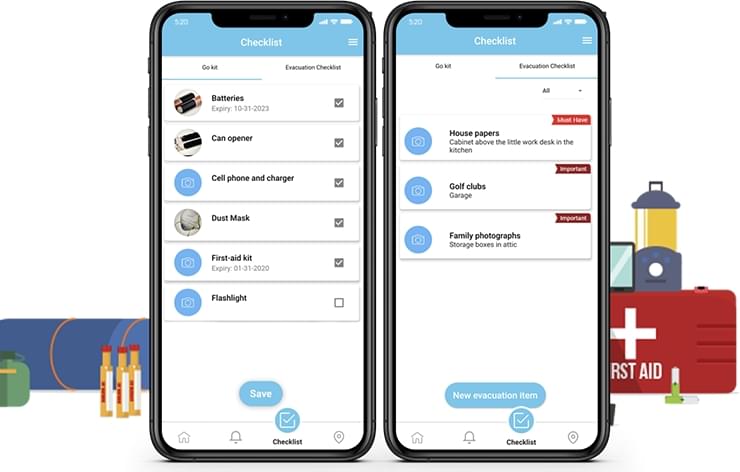 5:20
Checklist
Go kit
Evacuation Checklist
Batteries
Expiry: 10-31-2023
Can opener
Cell phone and charger
Dust Mask
First-aid kit
Expiry: 01-31-2020
Flashlight
Save
Checklist
5:20
Checklist
Go kit
Evacuation Checklist
All
Must Have
House papers
Cabinet above the little work desk in the
kitchen
Important
Golf clubs
Garage
Important
Family photographs
Storage boxes in attic
New evacuation item
Checklist
RST AID